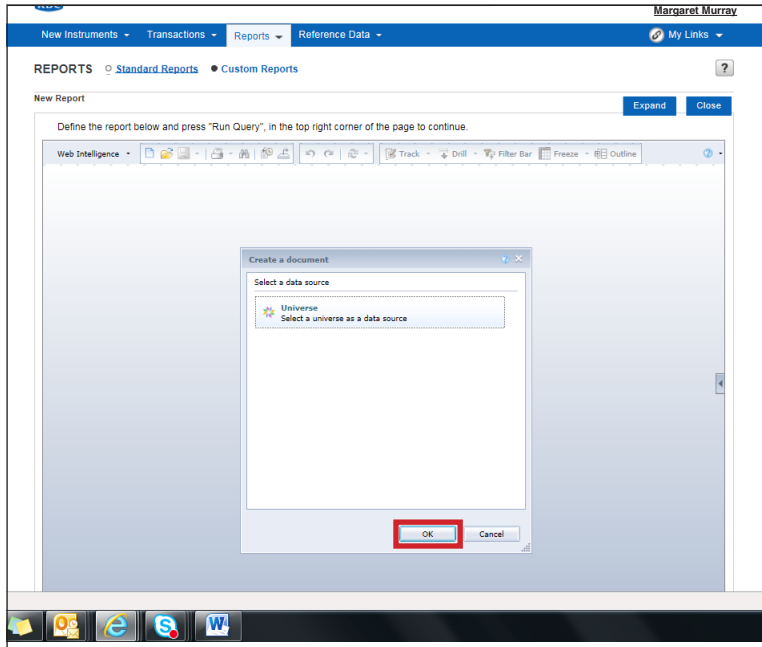 Margaret Murray
New Instruments Transactions Reports Reference Data My Links
REPORTS Standard Reports Custom Reports ?
New Report
Expand Close
Define the report below and press "Run Query", in the top right corner of the page to continue.
Web Intelligence Track Drill Filter Bar Freeze Outline
Create a document
Select a data source
Universe
Select a universe as a data source
OK Cancel